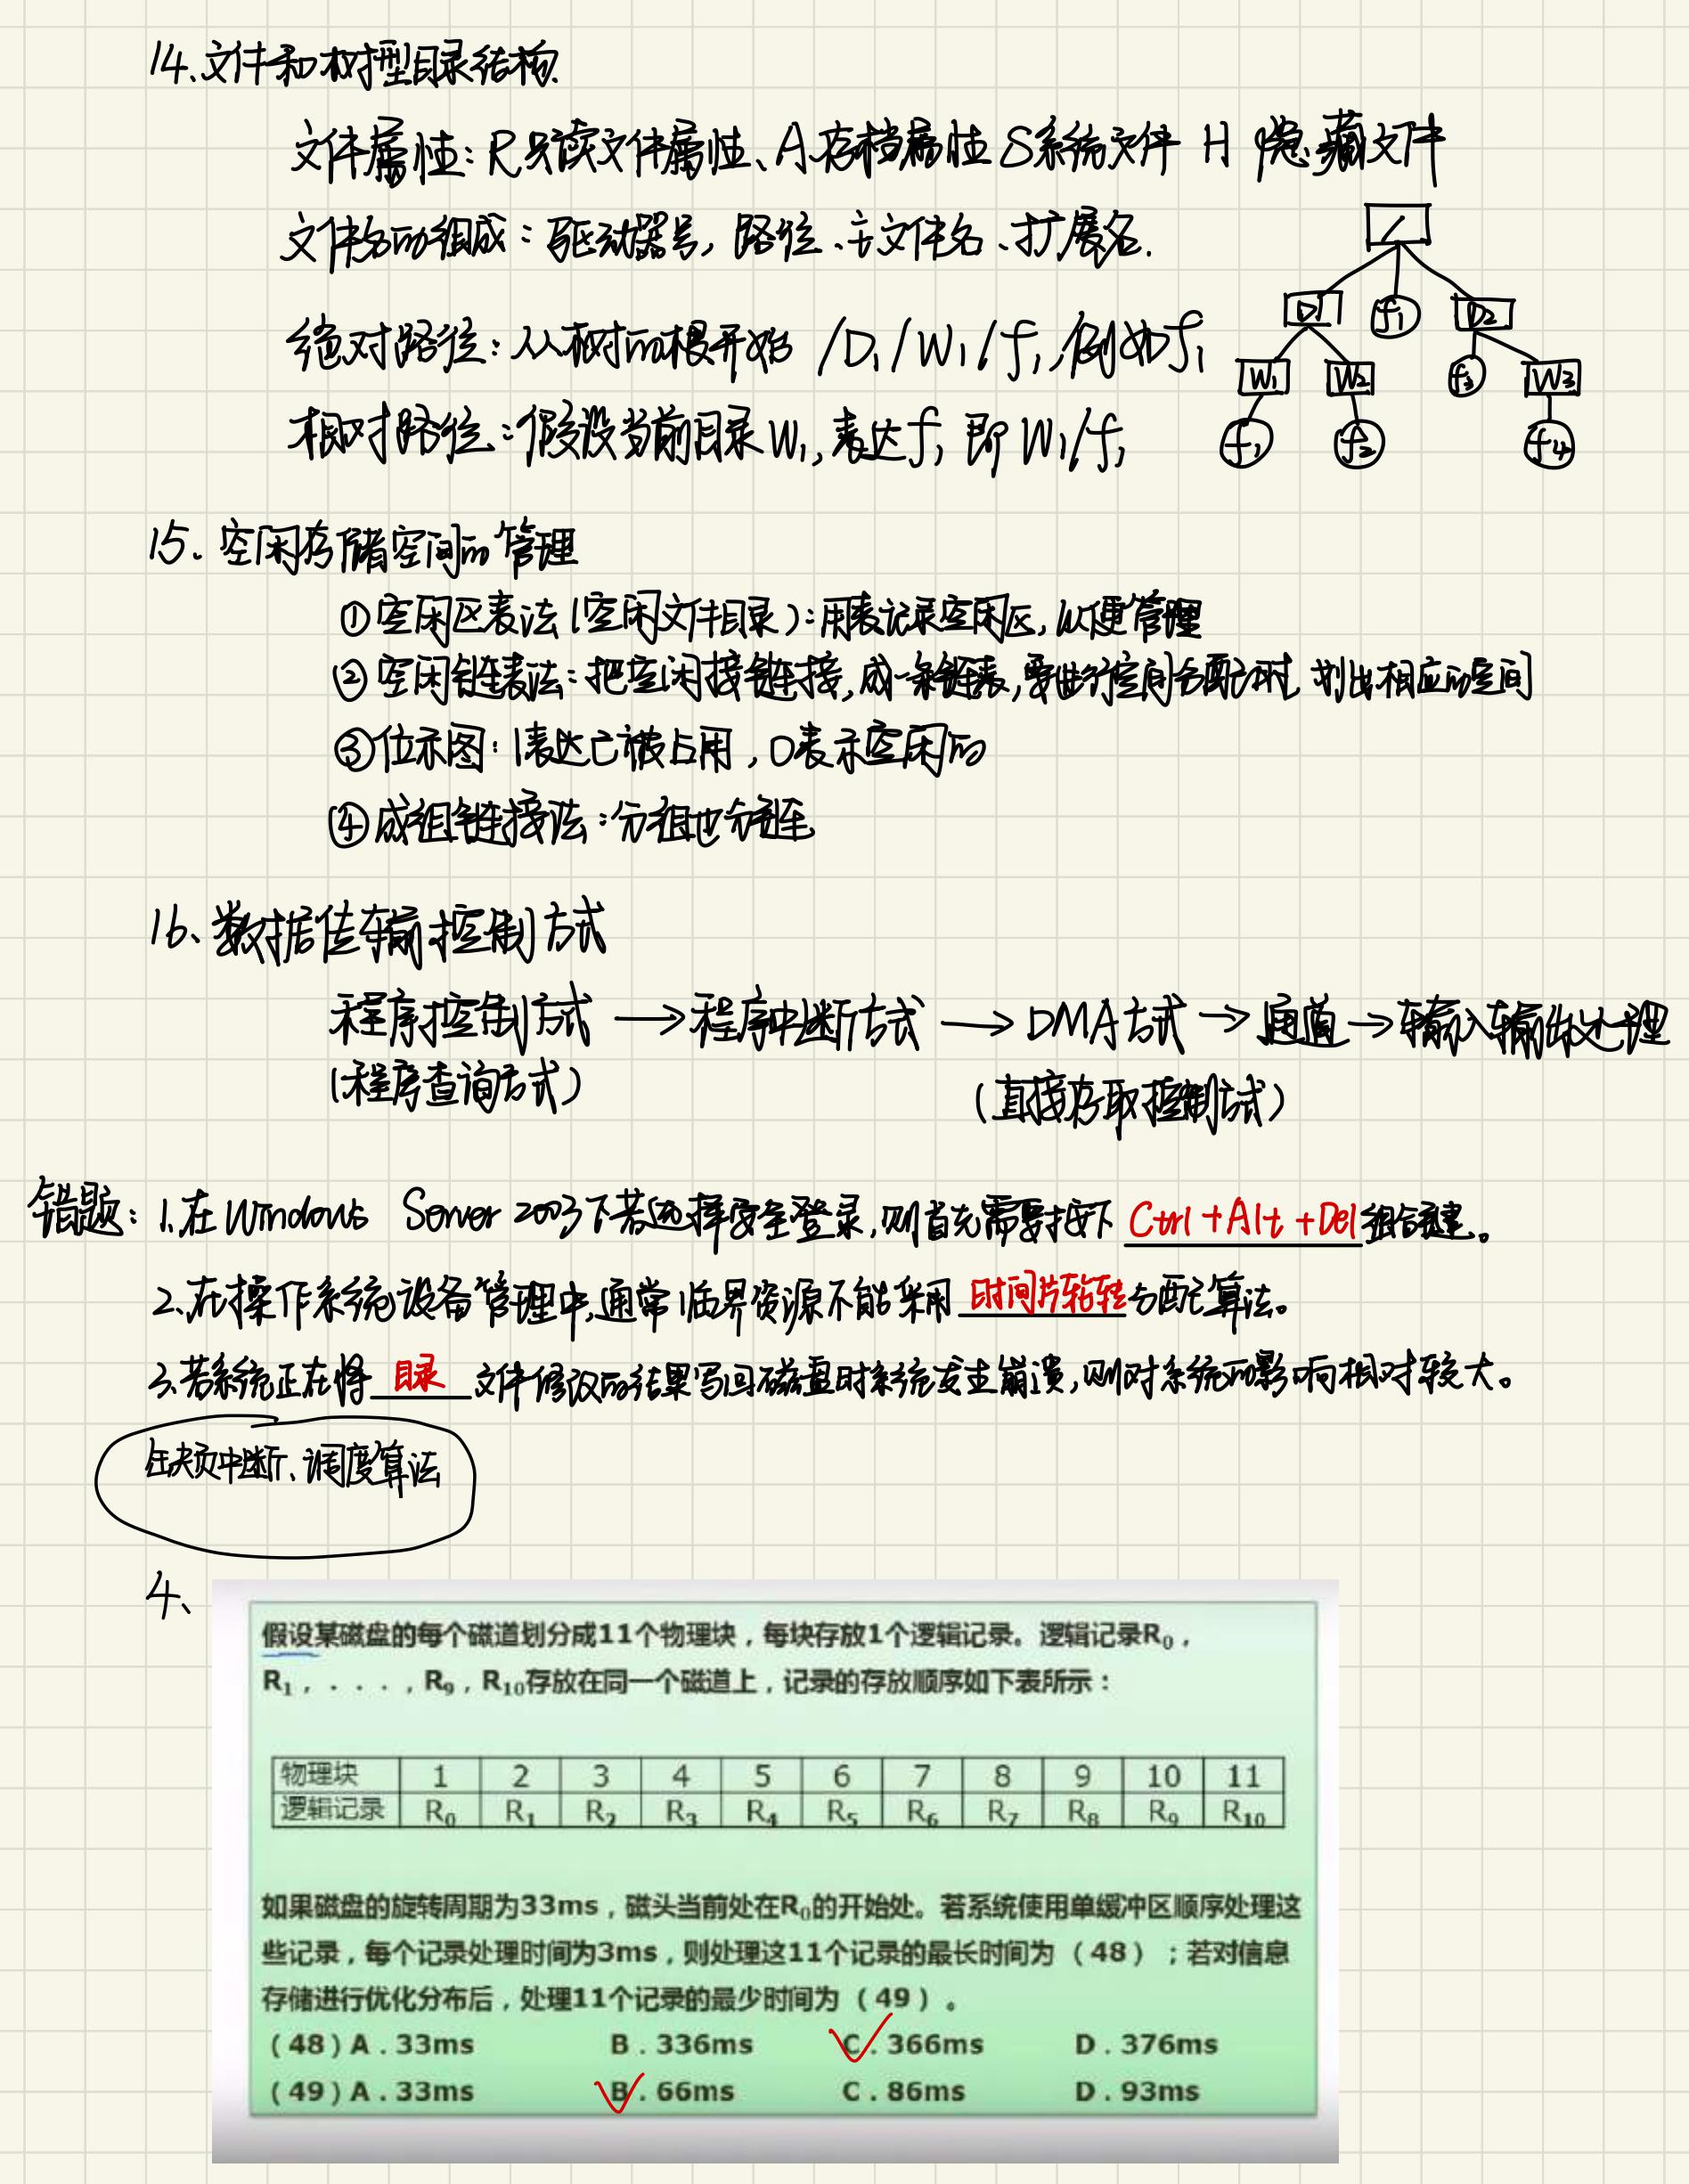 14.文件和树型目录结构.
文件属性：R只读文件属性、A存档属性 S系统文件 H 隐藏文件
文件名的组成：驱动器号，路径、主文件名、扩展名.
绝对路径：从树的根开始 /D1/W1/f1,例如f1
相对路径：假设当前目录W1,表达f1 即 W1/f1
/
D1 f1 D2
W1 W2 f3 W3
f1 f2 f4
15. 空闲存储空间的管理
①空闲区表法(空闲文件目录)：用表记录空闲区,以便管理
②空闲链表法：把空闲接链接,成一条链表,要进行空间分配时,划出相应的空间
③位示图：1表达已被占用，0表示空闲的
④成组链接法：分组也分链
16、数据传输控制方式
程序控制方式 →程序中断方式 → DMA方式 → 通道 → 输入输出处理
(程序查询方式) (直接存取控制方式)
错题：1.在Windows Server 2003下若选择安全登录,则首先需要按下 Ctrl+Alt+Del 组合键。
2.在操作系统设备管理中,通常临界资源不能采用 时间片轮转 分配算法。
3.若系统正在将 目录 文件修改的结果写回磁盘时系统发生崩溃,则对系统的影响相对较大。
缺页中断、调度算法
4、
假设某磁盘的每个磁道划分成11个物理块，每块存放1个逻辑记录。逻辑记录R0，
R1，．．．，R9，R10存放在同一个磁道上，记录的存放顺序如下表所示：
物理块 1 2 3 4 5 6 7 8 9 10 11
逻辑记录 R0 R1 R2 R3 R4 R5 R6 R7 R8 R9 R10
如果磁盘的旋转周期为33ms，磁头当前处在R0的开始处。若系统使用单缓冲区顺序处理这
些记录，每个记录处理时间为3ms，则处理这11个记录的最长时间为（48）；若对信息
存储进行优化分布后，处理11个记录的最少时间为（49）。
（48）A．33ms B．336ms C．366ms D．376ms
（49）A．33ms B．66ms C．86ms D．93ms